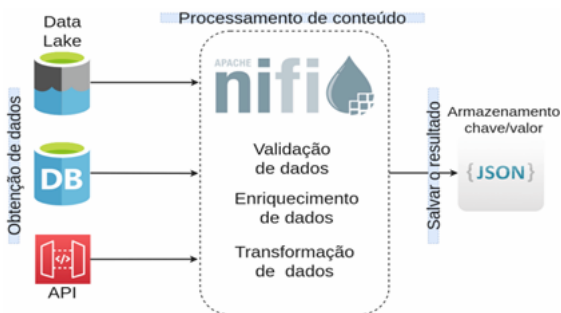 Processamento de conteúdo
Data
Lake
Obtenção de dados
DB
</>
API
APACHE
nifi
Validação
de dados
Enriquecimento
de dados
Transformação
de dados
Salvar o resultado
Armazenamento
chave/valor
{JSON}